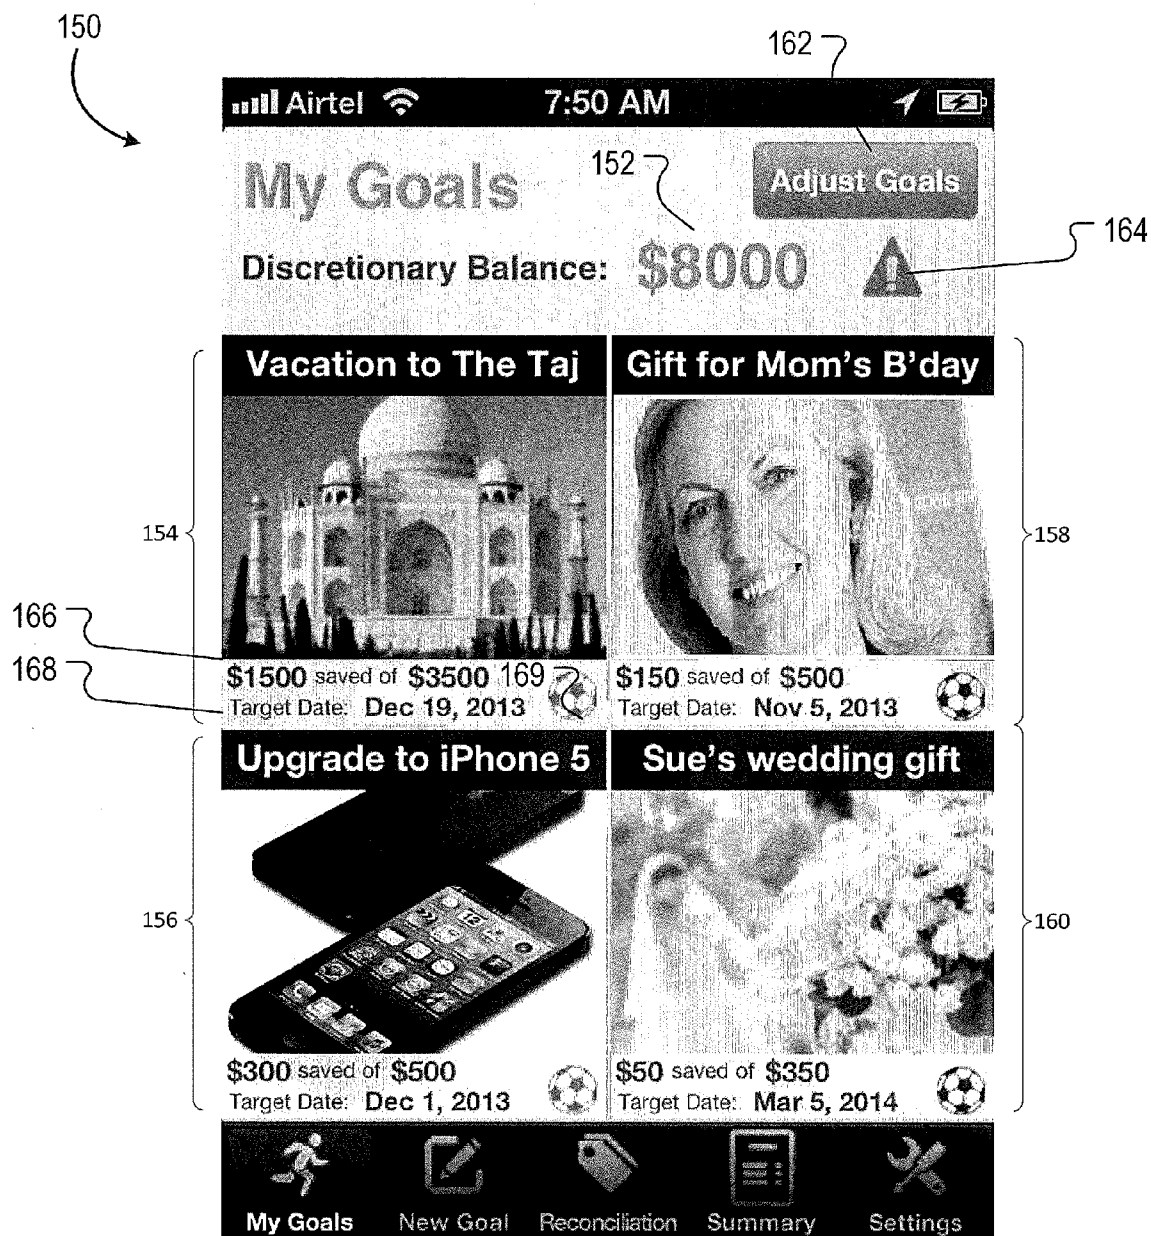 150
162
Airtel 7:50 AM
My Goals
152
Adjust Goals
164
Discretionary Balance: $8000
Vacation to The Taj
Gift for Mom's B'day
154
158
166
168
$1500 saved of $3500 169
Target Date: Dec 19, 2013
$150 saved of $500
Target Date: Nov 5, 2013
Upgrade to iPhone 5
Sue's wedding gift
156
160
$300 saved of $500
Target Date: Dec 1, 2013
$50 saved of $350
Target Date: Mar 5, 2014
My Goals New Goal Reconciliation Summary Settings